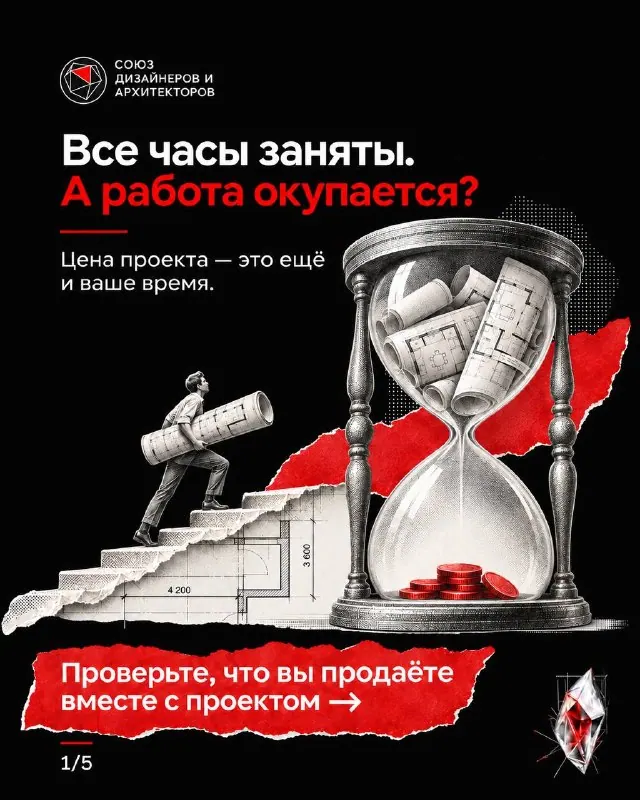 СОЮЗ
ДИЗАЙНЕРОВ И
АРХИТЕКТОРОВ
Все часы заняты.
А работа окупается?
Цена проекта — это ещё
и ваше время.
3 600
4 200
Проверьте, что вы продаёте
вместе с проектом →
1/5